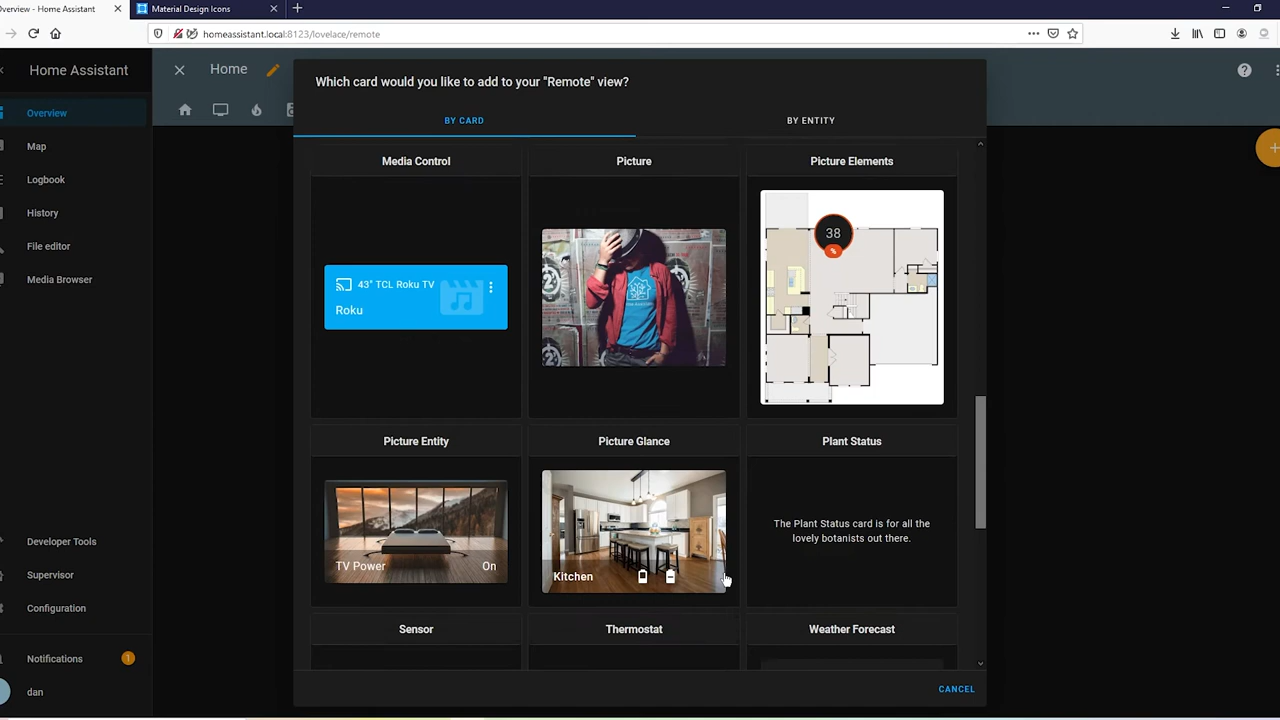 Overview - Home Assistant
Material Design Icons
homeassistant.local:8123/lovelace/remote
Home Assistant
Home
Overview
Map
Logbook
History
File editor
Media Browser
Developer Tools
Supervisor
Configuration
Notifications
1
dan
Which card would you like to add to your "Remote" view?
BY CARD
BY ENTITY
Media Control
Picture
Picture Elements
43" TCL Roku TV
Roku
38
%
Picture Entity
Picture Glance
Plant Status
TV Power
On
Kitchen
The Plant Status card is for all the
lovely botanists out there.
Sensor
Thermostat
Weather Forecast
CANCEL